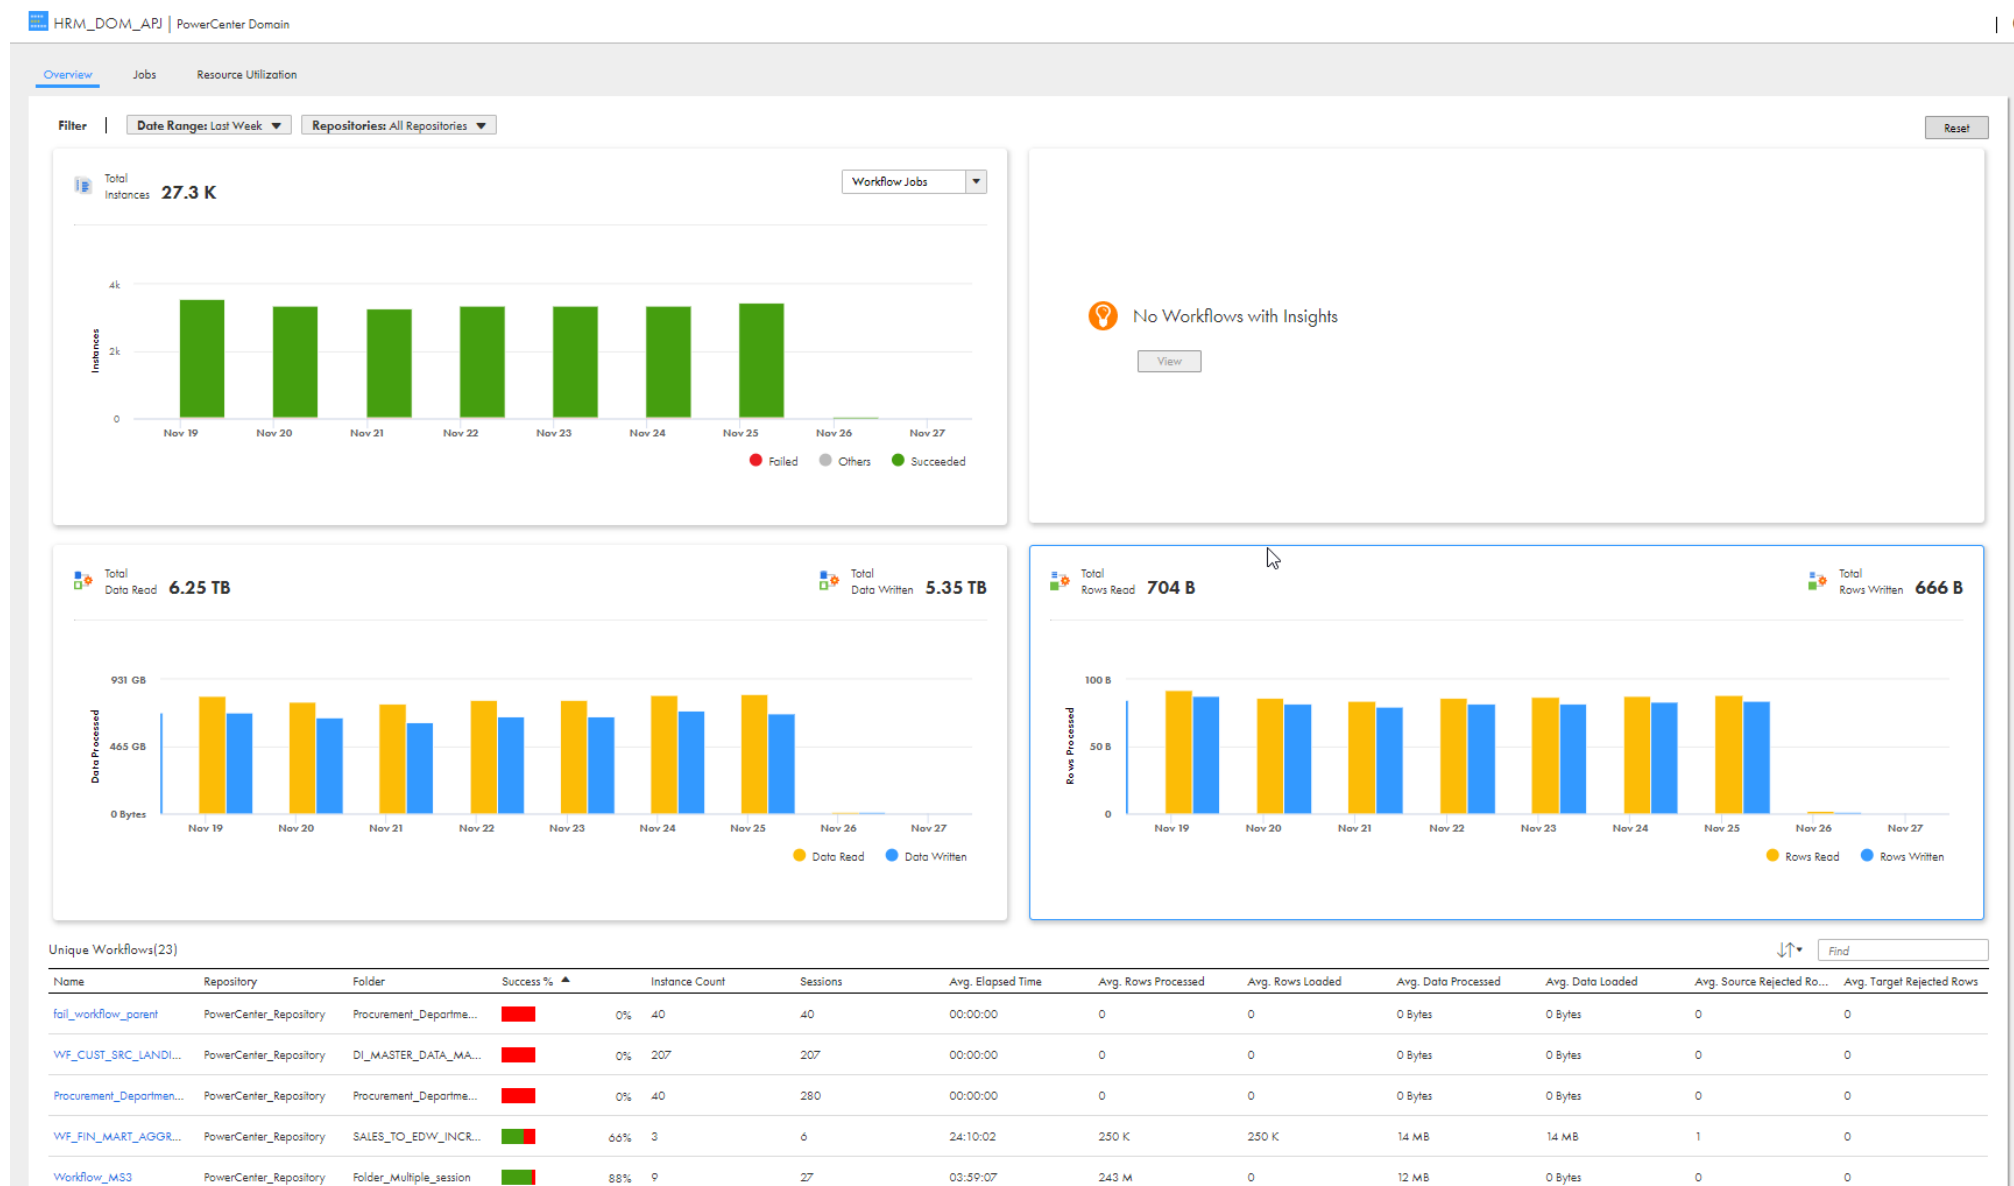 HRM_DOM_APJ | PowerCenter Domain
Overview Jobs Resource Utilization
Filter | Date Range: Last Week Repositories: All Repositories Reset
Total Instances 27.3 K Workflow Jobs
4k
2k
0
Instances
Nov 19 Nov 20 Nov 21 Nov 22 Nov 23 Nov 24 Nov 25 Nov 26 Nov 27
Failed Others Succeeded
No Workflows with Insights
View
Total Data Read 6.25 TB Total Data Written 5.35 TB
931 GB
465 GB
0 Bytes
Data Processed
Nov 19 Nov 20 Nov 21 Nov 22 Nov 23 Nov 24 Nov 25 Nov 26 Nov 27
Data Read Data Written
Total Rows Read 704 B Total Rows Written 666 B
100 B
50 B
0
Rows Processed
Nov 19 Nov 20 Nov 21 Nov 22 Nov 23 Nov 24 Nov 25 Nov 26 Nov 27
Rows Read Rows Written
Unique Workflows(23) Find
Name Repository Folder Success % Instance Count Sessions Avg. Elapsed Time Avg. Rows Processed Avg. Rows Loaded Avg. Data Processed Avg. Data Loaded Avg. Source Rejected Ro... Avg. Target Rejected Rows
fail_workflow_parent PowerCenter_Repository Procurement_Departme... 0% 40 40 00:00:00 0 0 0 Bytes 0 Bytes 0 0
WF_CUST_SRC_LANDI... PowerCenter_Repository DI_MASTER_DATA_MA... 0% 207 207 00:00:00 0 0 0 Bytes 0 Bytes 0 0
Procurement_Departmen... PowerCenter_Repository Procurement_Departme... 0% 40 280 00:00:00 0 0 0 Bytes 0 Bytes 0 0
WF_FIN_MART_AGGR... PowerCenter_Repository SALES_TO_EDW_INCR... 66% 3 6 24:10:02 250 K 250 K 1.4 MB 1.4 MB 1 0
Workflow_MS3 PowerCenter_Repository Folder_Multiple_session 88% 9 27 03:59:07 243 M 0 12 MB 0 Bytes 0 0